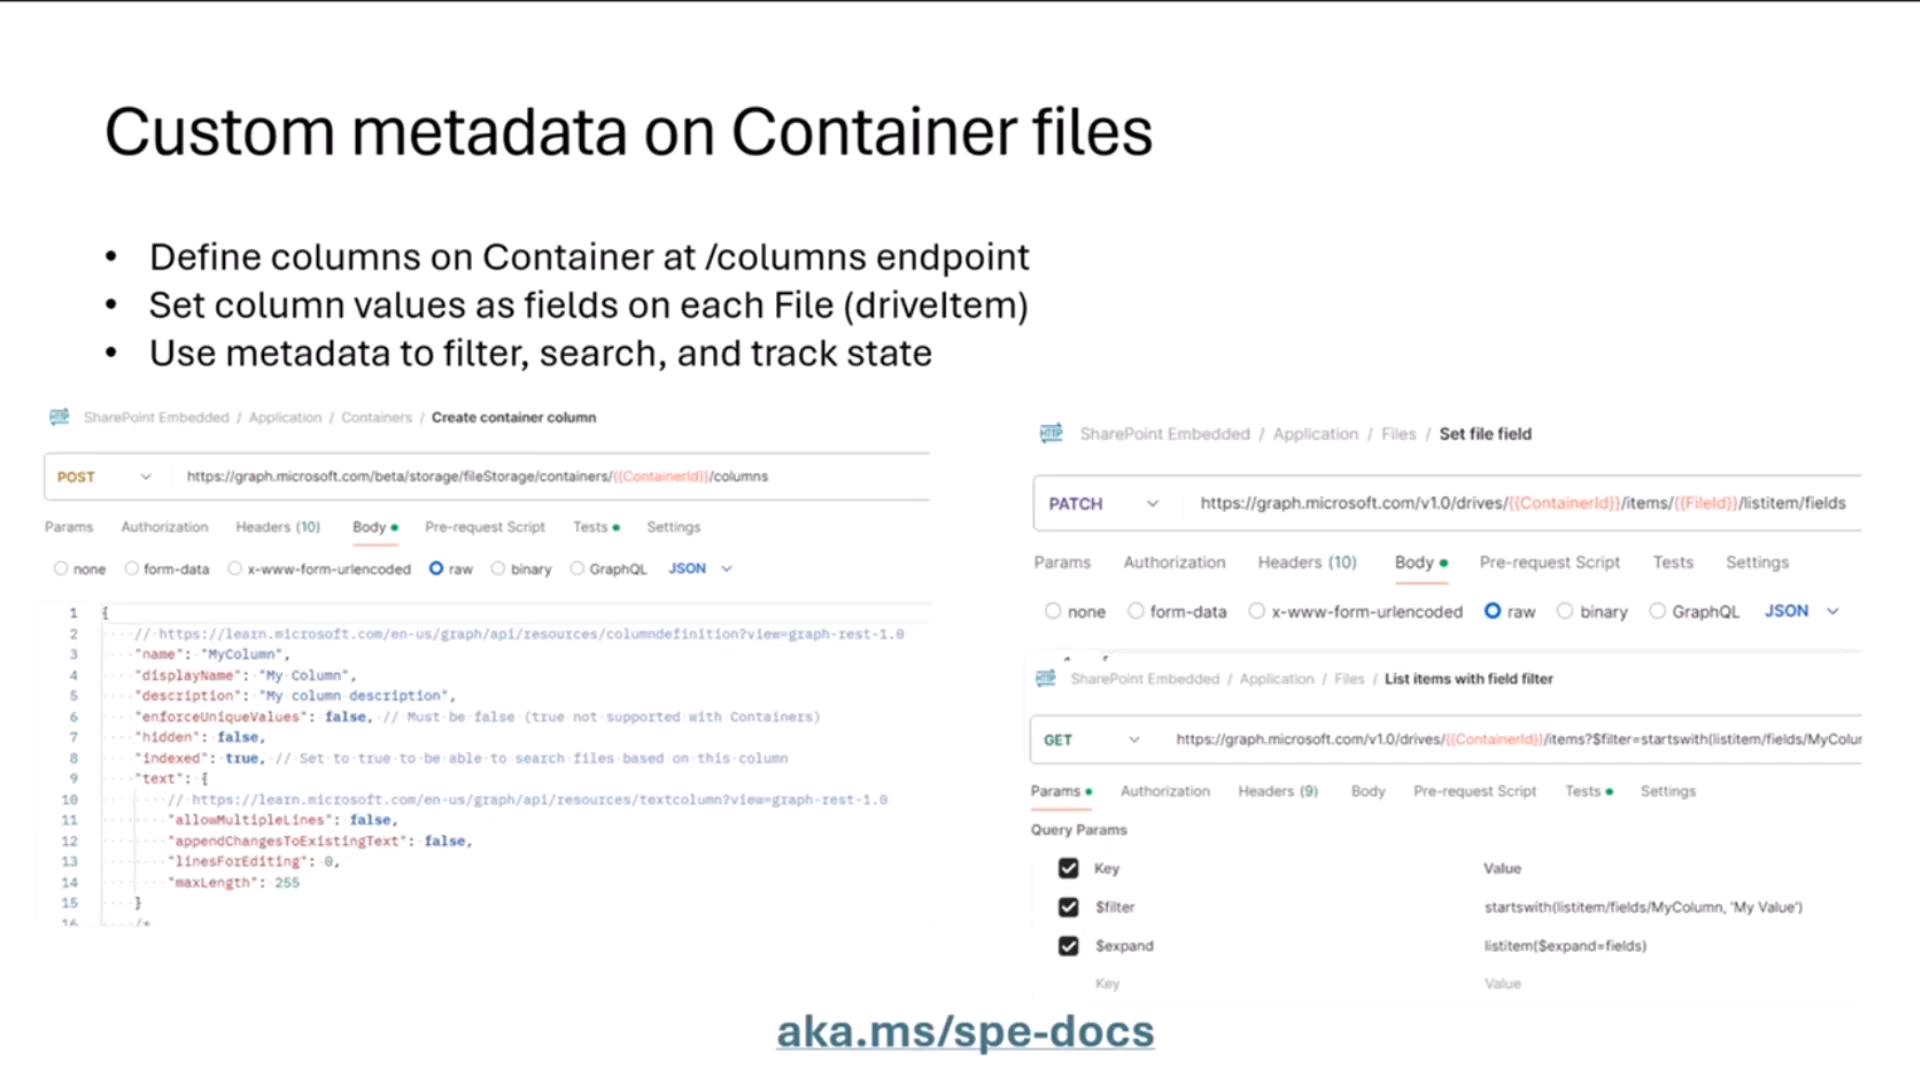 Custom metadata on Container files
• Define columns on Container at /columns endpoint
• Set column values as fields on each File (driveItem)
• Use metadata to filter, search, and track state
HTTP SharePoint Embedded / Application / Containers / Create container column
POST https://graph.microsoft.com/beta/storage/fileStorage/containers/{{ContainerId}}/columns
Params Authorization Headers (10) Body Pre-request Script Tests Settings
none form-data x-www-form-urlencoded raw binary GraphQL JSON
1 {
2 // https://learn.microsoft.com/en-us/graph/api/resources/columndefinition?view=graph-rest-1.0
3 "name": "MyColumn",
4 "displayName": "My Column",
5 "description": "My column description",
6 "enforceUniqueValues": false, // Must be false (true not supported with Containers)
7 "hidden": false,
8 "indexed": true, // Set to true to be able to search files based on this column
9 "text": {
10 // https://learn.microsoft.com/en-us/graph/api/resources/textcolumn?view=graph-rest-1.0
11 "allowMultipleLines": false,
12 "appendChangesToExistingText": false,
13 "linesForEditing": 0,
14 "maxLength": 255
15 }
16 /*
HTTP SharePoint Embedded / Application / Files / Set file field
PATCH https://graph.microsoft.com/v1.0/drives/{{ContainerId}}/items/{{FileId}}/listitem/fields
Params Authorization Headers (10) Body Pre-request Script Tests Settings
none form-data x-www-form-urlencoded raw binary GraphQL JSON
HTTP SharePoint Embedded / Application / Files / List items with field filter
GET https://graph.microsoft.com/v1.0/drives/{{ContainerId}}/items?$filter=startswith(listitem/fields/MyColur
Params Authorization Headers (9) Body Pre-request Script Tests Settings
Query Params
Key Value
$filter startswith(listitem/fields/MyColumn, 'My Value')
$expand listitem($expand=fields)
Key Value
aka.ms/spe-docs